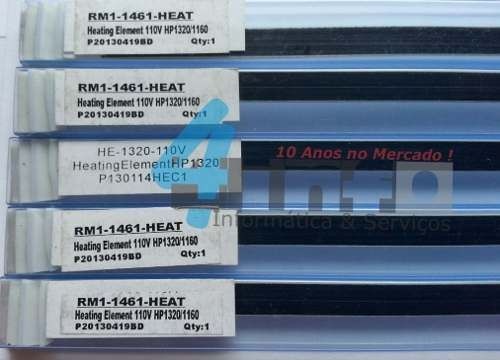 RM1-1461-HEAT
Heating Element 110V HP1320/1160
P20130419BD Qty:1
RM1-1461-HEAT
Heating Element 110V HP1320/1160
P20130419BD Qty:1
HE-1320-110V
HeatingElementHP1320
P130114HEC1
10 Anos no Mercado !
4info
Informática & Serviços
RM1-1461-HEAT
Heating Element 110V HP1320/1160
P20130419BD Qty:1
RM1-1461-HEAT
Heating Element 110V HP1320/1160
P20130419BD Qty:1